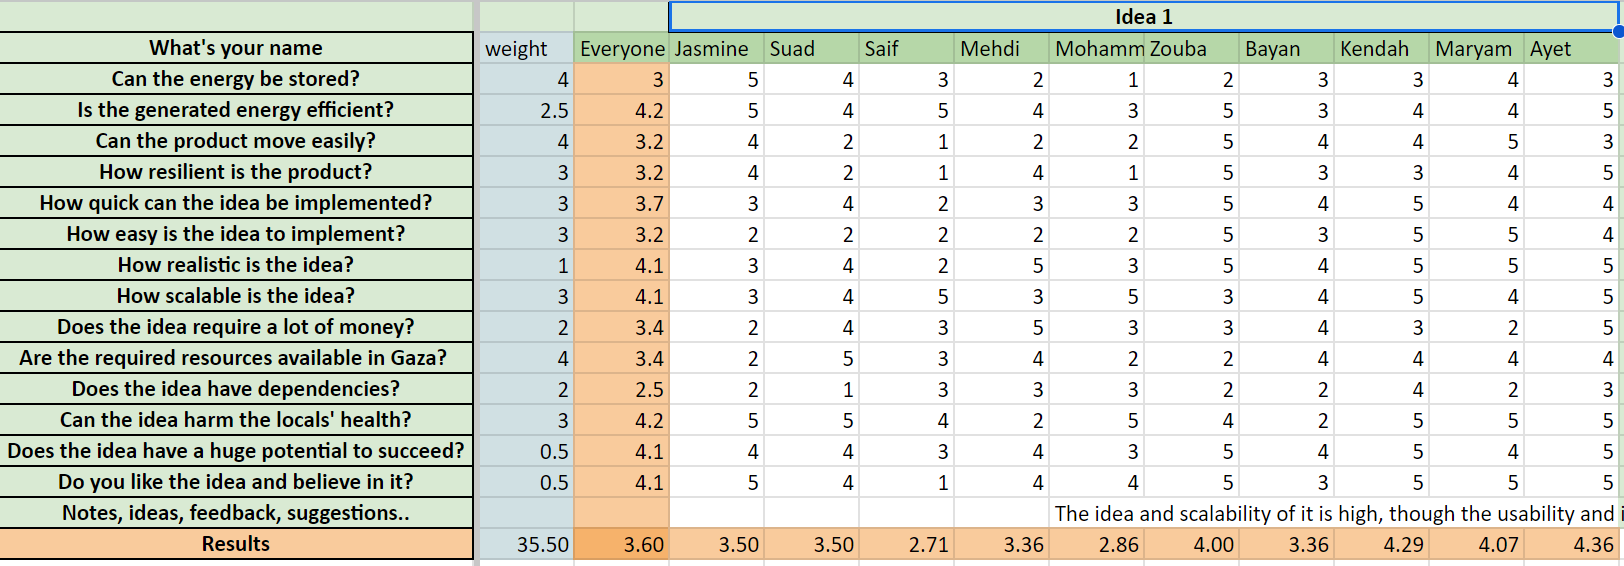 Idea 1
What's your name weight Everyone Jasmine Suad Saif Mehdi Mohamm Zouba Bayan Kendah Maryam Ayet
Can the energy be stored? 4 3 5 4 3 2 1 2 3 3 4 3
Is the generated energy efficient? 2.5 4.2 5 4 5 4 3 5 3 4 4 5
Can the product move easily? 4 3.2 4 2 1 2 2 5 4 4 5 3
How resilient is the product? 3 3.2 4 2 1 4 1 5 3 3 4 5
How quick can the idea be implemented? 3 3.7 3 4 2 3 3 5 4 5 4 4
How easy is the idea to implement? 3 3.2 2 2 2 2 2 5 3 5 5 4
How realistic is the idea? 1 4.1 3 4 2 5 3 5 4 5 5 5
How scalable is the idea? 3 4.1 3 4 5 3 5 3 4 5 4 5
Does the idea require a lot of money? 2 3.4 2 4 3 5 3 3 4 3 2 5
Are the required resources available in Gaza? 4 3.4 2 5 3 4 2 2 4 4 4 4
Does the idea have dependencies? 2 2.5 2 1 3 3 3 2 2 4 2 3
Can the idea harm the locals' health? 3 4.2 5 5 4 2 5 4 2 5 5 5
Does the idea have a huge potential to succeed? 0.5 4.1 4 4 3 4 3 5 4 5 4 5
Do you like the idea and believe in it? 0.5 4.1 5 4 1 4 4 5 3 5 5 5
Notes, ideas, feedback, suggestions.. The idea and scalability of it is high, though the usability and i
Results 35.50 3.60 3.50 3.50 2.71 3.36 2.86 4.00 3.36 4.29 4.07 4.36